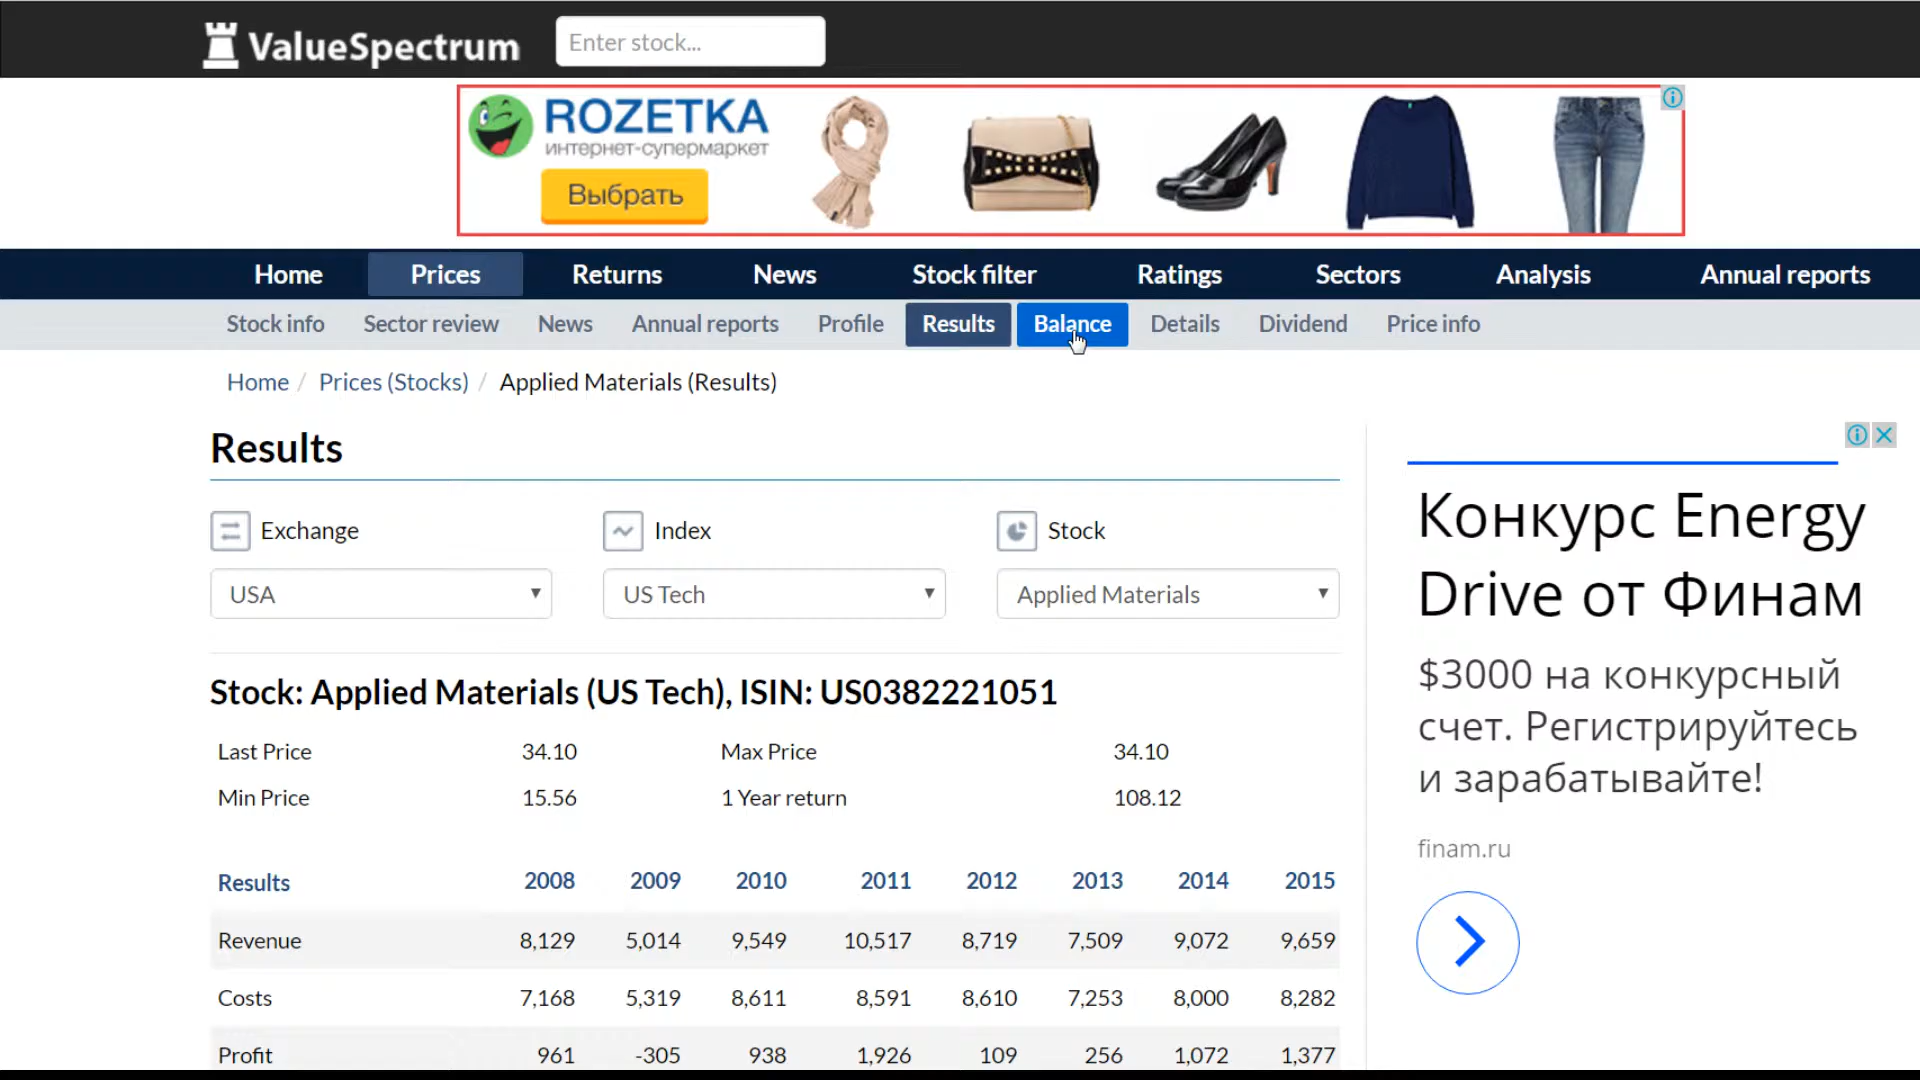 ValueSpectrum
Enter stock...
ROZETKA
интернет-супермаркет
Выбрать
Home Prices Returns News Stock filter Ratings Sectors Analysis Annual reports
Stock info Sector review News Annual reports Profile Results Balance Details Dividend Price info
Home / Prices (Stocks) / Applied Materials (Results)
Results
Exchange Index Stock
USA US Tech Applied Materials
Stock: Applied Materials (US Tech), ISIN: US0382221051
Last Price 34.10 Max Price 34.10
Min Price 15.56 1 Year return 108.12
Results 2008 2009 2010 2011 2012 2013 2014 2015
Revenue 8,129 5,014 9,549 10,517 8,719 7,509 9,072 9,659
Costs 7,168 5,319 8,611 8,591 8,610 7,253 8,000 8,282
Profit 961 -305 938 1,926 109 256 1,072 1,377
Конкурс Energy
Drive от Финам
$3000 на конкурсный
счет. Регистрируйтесь
и зарабатывайте!
finam.ru